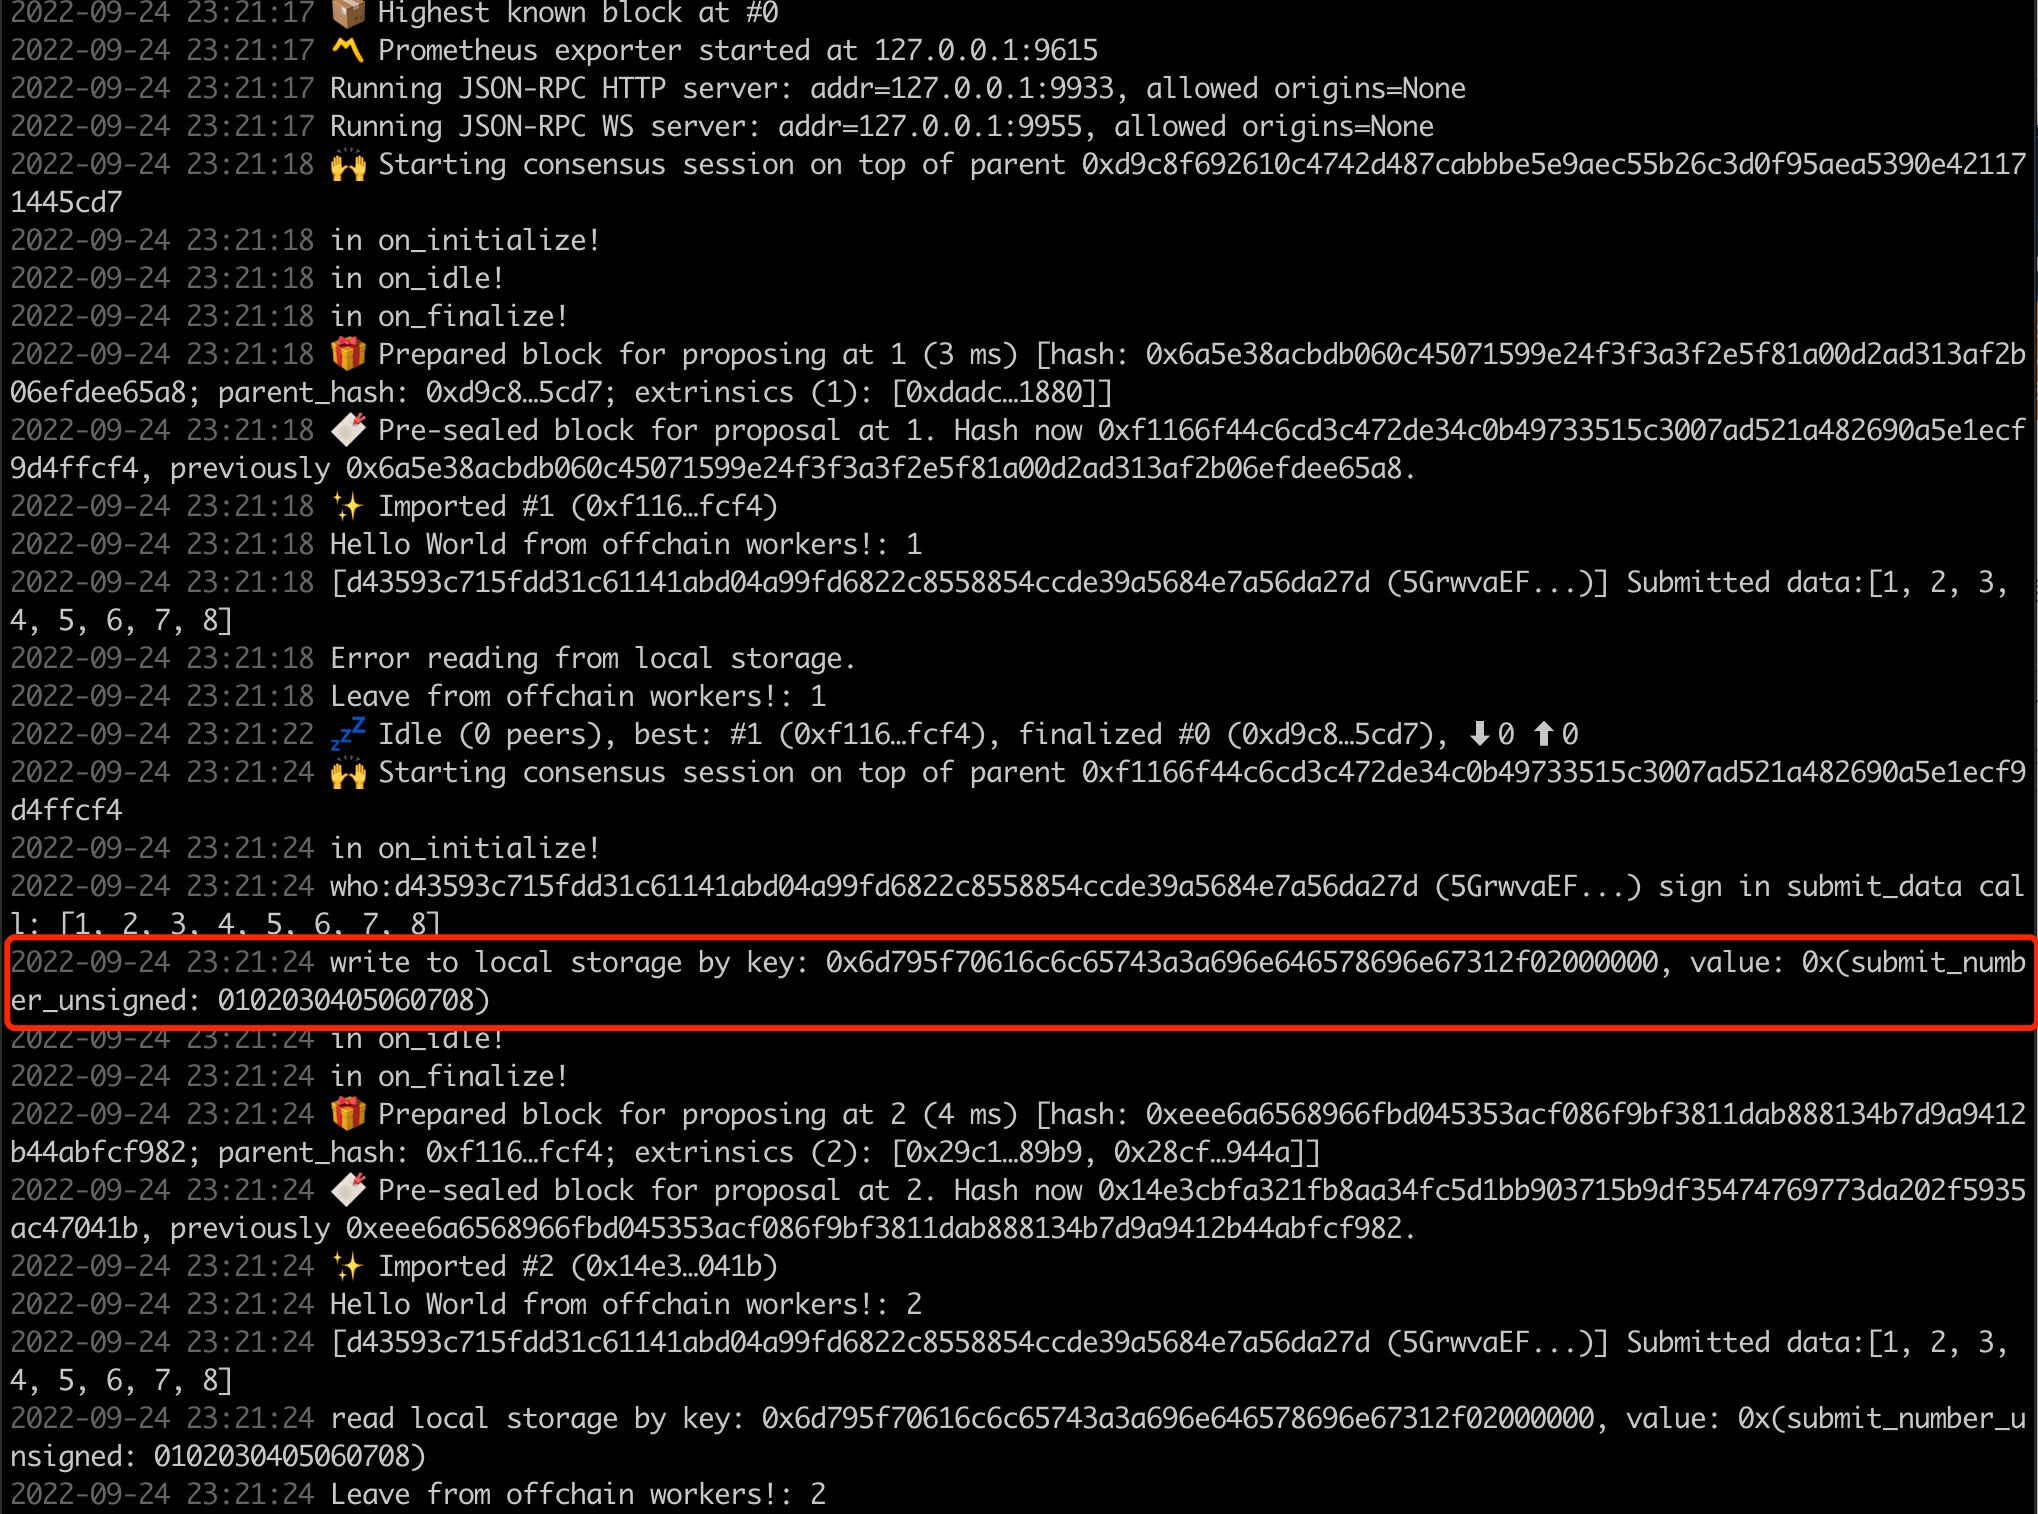 2022-09-24 23:21:17 📦 Highest known block at #0
2022-09-24 23:21:17 〽️ Prometheus exporter started at 127.0.0.1:9615
2022-09-24 23:21:17 Running JSON-RPC HTTP server: addr=127.0.0.1:9933, allowed origins=None
2022-09-24 23:21:17 Running JSON-RPC WS server: addr=127.0.0.1:9955, allowed origins=None
2022-09-24 23:21:18 🙌 Starting consensus session on top of parent 0xd9c8f692610c4742d487cabbbe5e9aec55b26c3d0f95aea5390e421171
1445cd7
2022-09-24 23:21:18 in on_initialize!
2022-09-24 23:21:18 in on_idle!
2022-09-24 23:21:18 in on_finalize!
2022-09-24 23:21:18 🎁 Prepared block for proposing at 1 (3 ms) [hash: 0x6a5e38acbdb060c45071599e24f3f3a3f2e5f81a00d2ad313af2b
06efdee65a8; parent_hash: 0xd9c8…5cd7; extrinsics (1): [0xdadc…1880]]
2022-09-24 23:21:18 🔖 Pre-sealed block for proposal at 1. Hash now 0xf1166f44c6cd3c472de34c0b49733515c3007ad521a482690a5e1ecf
9d4ffcf4, previously 0x6a5e38acbdb060c45071599e24f3f3a3f2e5f81a00d2ad313af2b06efdee65a8.
2022-09-24 23:21:18 ✨ Imported #1 (0xf116…fcf4)
2022-09-24 23:21:18 Hello World from offchain workers!: 1
2022-09-24 23:21:18 [d43593c715fdd31c61141abd04a99fd6822c8558854ccde39a5684e7a56da27d (5GrwvaEF...)] Submitted data:[1, 2, 3,
4, 5, 6, 7, 8]
2022-09-24 23:21:18 Error reading from local storage.
2022-09-24 23:21:18 Leave from offchain workers!: 1
2022-09-24 23:21:22 💤 Idle (0 peers), best: #1 (0xf116…fcf4), finalized #0 (0xd9c8…5cd7), ⬇ 0 ⬆ 0
2022-09-24 23:21:24 🙌 Starting consensus session on top of parent 0xf1166f44c6cd3c472de34c0b49733515c3007ad521a482690a5e1ecf9
d4ffcf4
2022-09-24 23:21:24 in on_initialize!
2022-09-24 23:21:24 who:d43593c715fdd31c61141abd04a99fd6822c8558854ccde39a5684e7a56da27d (5GrwvaEF...) sign in submit_data cal
l: [1, 2, 3, 4, 5, 6, 7, 8]
2022-09-24 23:21:24 write to local storage by key: 0x6d795f70616c6c65743a3a696e646578696e67312f02000000, value: 0x(submit_numb
er_unsigned: 0102030405060708)
2022-09-24 23:21:24 in on_idle!
2022-09-24 23:21:24 in on_finalize!
2022-09-24 23:21:24 🎁 Prepared block for proposing at 2 (4 ms) [hash: 0xeee6a6568966fbd045353acf086f9bf3811dab888134b7d9a9412
b44abfcf982; parent_hash: 0xf116…fcf4; extrinsics (2): [0x29c1…89b9, 0x28cf…944a]]
2022-09-24 23:21:24 🔖 Pre-sealed block for proposal at 2. Hash now 0x14e3cbfa321fb8aa34fc5d1bb903715b9df35474769773da202f5935
ac47041b, previously 0xeee6a6568966fbd045353acf086f9bf3811dab888134b7d9a9412b44abfcf982.
2022-09-24 23:21:24 ✨ Imported #2 (0x14e3…041b)
2022-09-24 23:21:24 Hello World from offchain workers!: 2
2022-09-24 23:21:24 [d43593c715fdd31c61141abd04a99fd6822c8558854ccde39a5684e7a56da27d (5GrwvaEF...)] Submitted data:[1, 2, 3,
4, 5, 6, 7, 8]
2022-09-24 23:21:24 read local storage by key: 0x6d795f70616c6c65743a3a696e646578696e67312f02000000, value: 0x(submit_number_u
nsigned: 0102030405060708)
2022-09-24 23:21:24 Leave from offchain workers!: 2